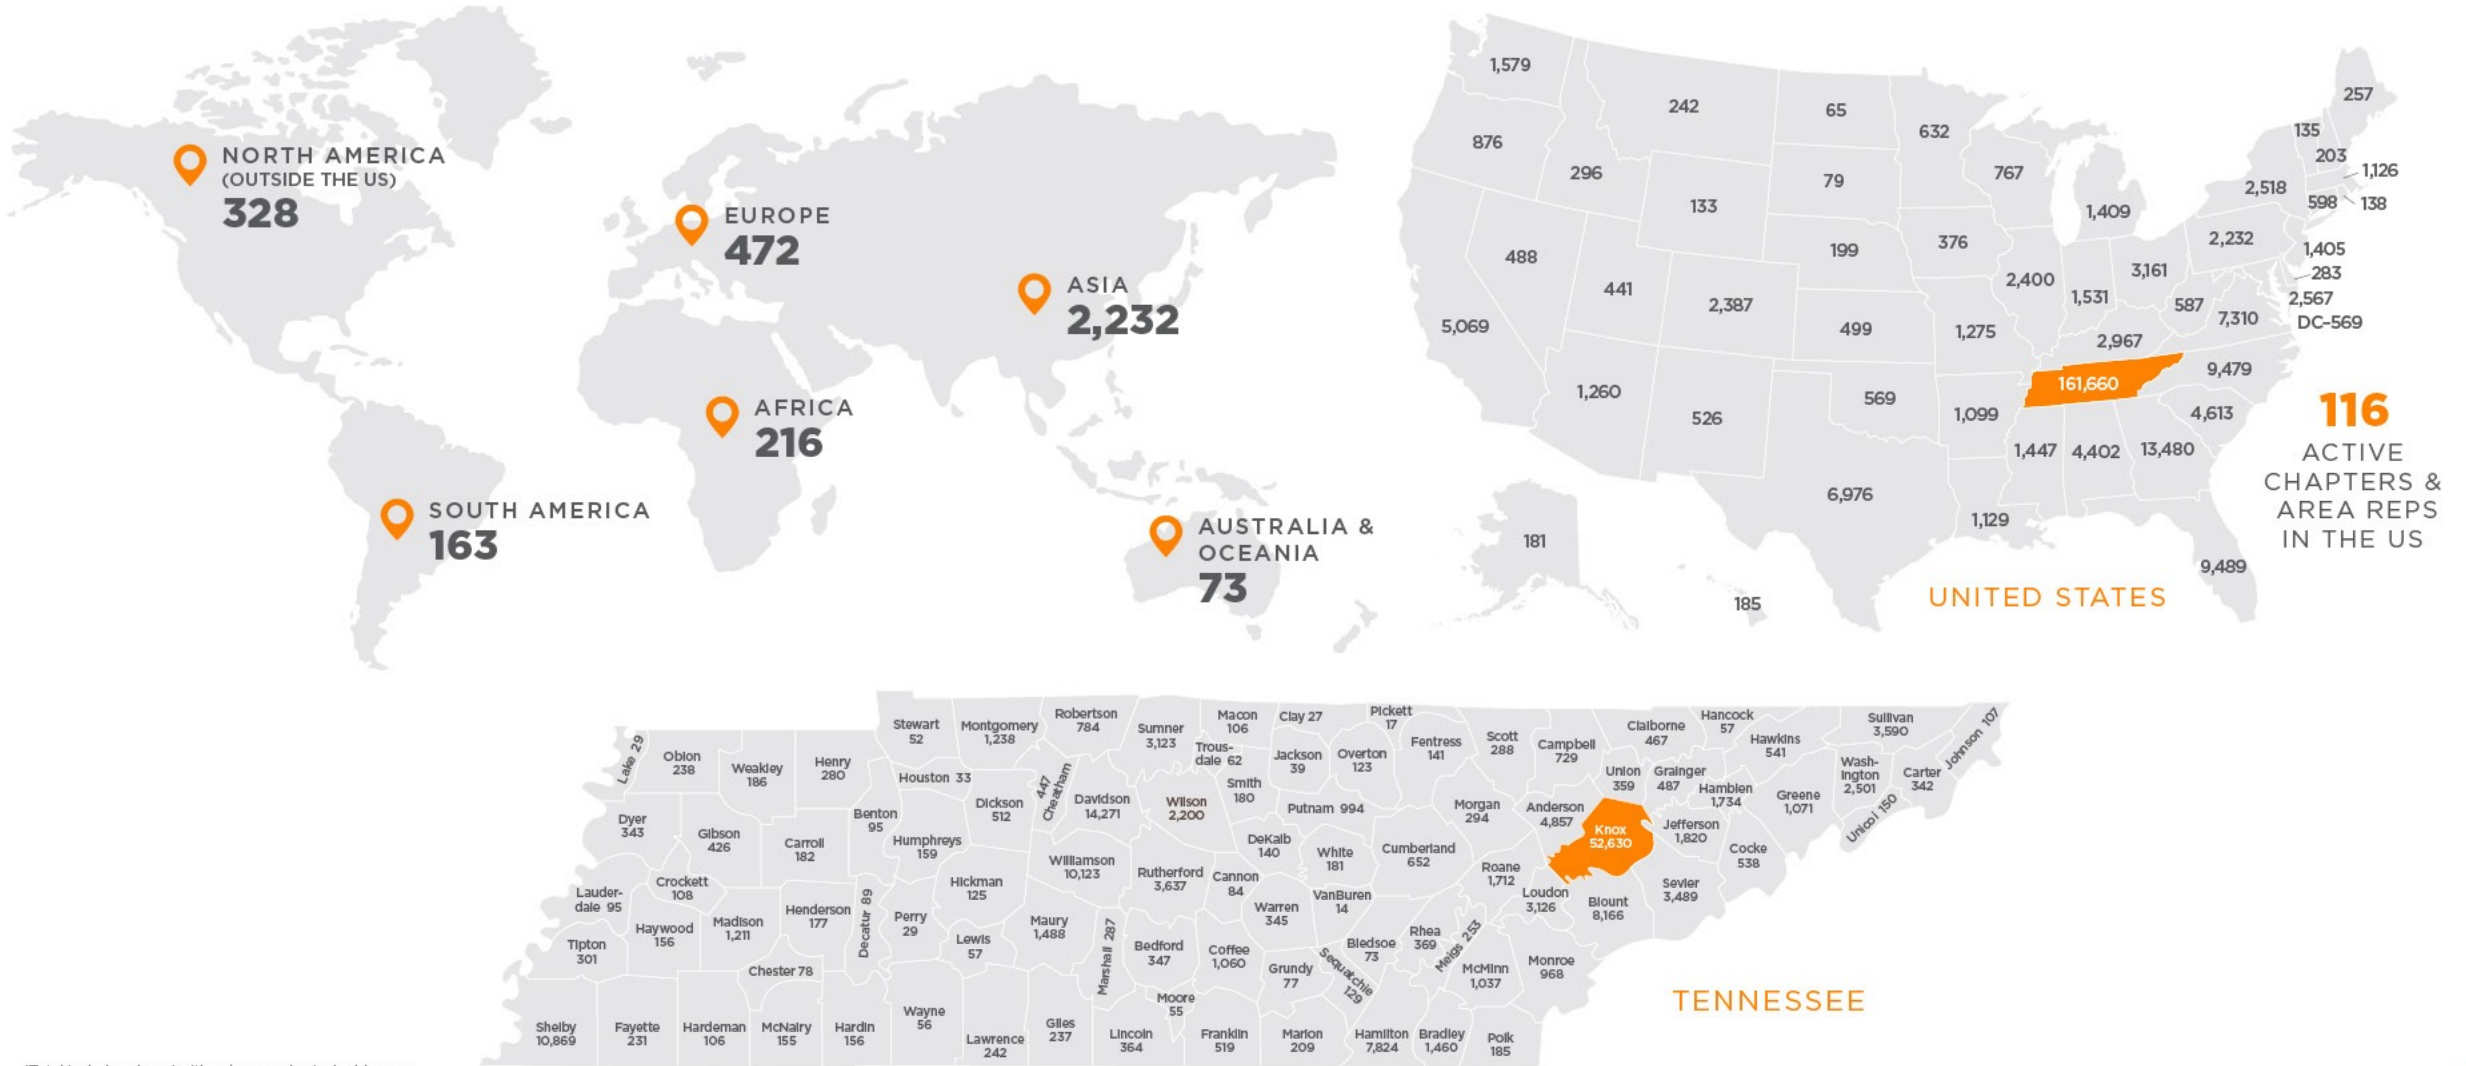 NORTH AMERICA
(OUTSIDE THE US)
328
EUROPE
472
ASIA
2,232
AFRICA
216
SOUTH AMERICA
163
AUSTRALIA &
OCEANIA
73
1,579
242
65
632
257
876
296
133
79
767
135
203
1,126
2,518
598
138
1,409
488
441
2,387
199
376
2,400
1,531
3,161
2,232
1,405
283
2,567
DC-569
587
7,310
5,069
499
1,275
2,967
161,660
9,479
1,260
526
569
1,099
4,613
1,447
4,402
13,480
6,976
1,129
9,489
181
185
116
ACTIVE
CHAPTERS &
AREA REPS
IN THE US
UNITED STATES
Lake 29
Obion
238
Weakley
186
Henry
280
Stewart
52
Montgomery
1,238
Robertson
784
Sumner
3,123
Macon
106
Trous-
dale 62
Clay 27
Pickett
17
Jackson
39
Overton
123
Fentress
141
Scott
288
Campbell
729
Claiborne
467
Hancock
57
Hawkins
541
Sullivan
3,590
Johnson 107
Houston 33
Dickson
512
447
Cheatham
Davidson
14,271
Wilson
2,200
Smith
180
Putnam 994
Morgan
294
Anderson
4,857
Union
359
Grainger
487
Hamblen
1,734
Greene
1,071
Wash-
ington
2,501
Carter
342
Unicoi 150
Dyer
343
Gibson
426
Carroll
182
Benton
95
Humphreys
159
Williamson
10,123
Rutherford
3,637
Cannon
84
DeKalb
140
White
181
Cumberland
652
Roane
1,712
Knox
52,630
Jefferson
1,820
Cocke
538
Lauder-
dale 95
Crockett
108
Haywood
156
Madison
1,211
Henderson
177
Decatur 89
Perry
29
Hickman
125
Lewis
57
Maury
1,488
Marshall 287
Bedford
347
Coffee
1,060
Warren
345
VanBuren
14
Bledsoe
73
Rhea
369
Meigs 253
Loudon
3,126
Blount
8,166
Sevier
3,489
Tipton
301
Chester 78
Moore
55
Grundy
77
Sequatchie
129
McMinn
1,037
Monroe
968
TENNESSEE
Shelby
10,869
Fayette
231
Hardeman
106
McNairy
155
Hardin
156
Wayne
56
Lawrence
242
Giles
237
Lincoln
364
Franklin
519
Marion
209
Hamilton
7,824
Bradley
1,460
Polk
185